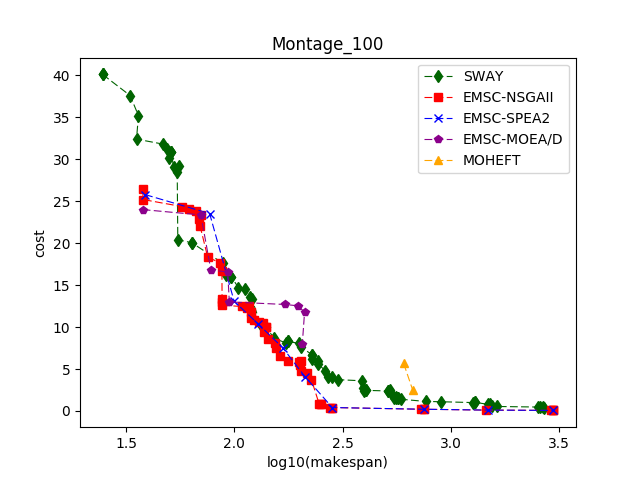 Montage_100
SWAY
EMSC-NSGAII
EMSC-SPEA2
EMSC-MOEA/D
MOHEFT
40
35
30
25
20
15
10
5
0
cost
1.5
2.0
2.5
3.0
3.5
log10(makespan)